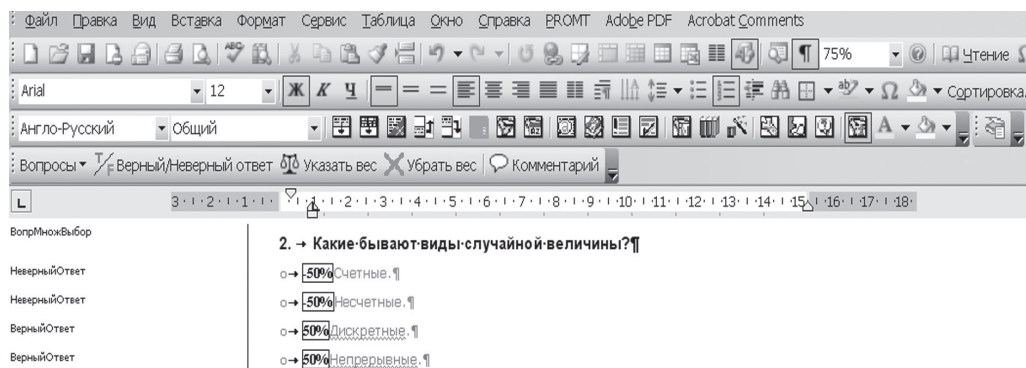 Файл Правка Вид Вставка Формат Сервис Таблица Окно Справка PROMT Adobe PDF Acrobat Comments
75% Чтение
Arial 12 Ж К Ч Сортировка
Англо-Русский Общий
Вопросы Верный/Неверный ответ Указать вес Убрать вес Комментарий
3 2 1 1 2 3 4 5 6 7 8 9 10 11 12 13 14 15 16 17 18
ВопрМножВыбор
2. → Какие·бывают·виды·случайной·величины?¶
НеверныйОтвет
o→ -50% Счетные.¶
НеверныйОтвет
o→ -50% Несчетные.¶
ВерныйОтвет
o→ 50% Дискретные.¶
ВерныйОтвет
o→ 50% Непрерывные.¶